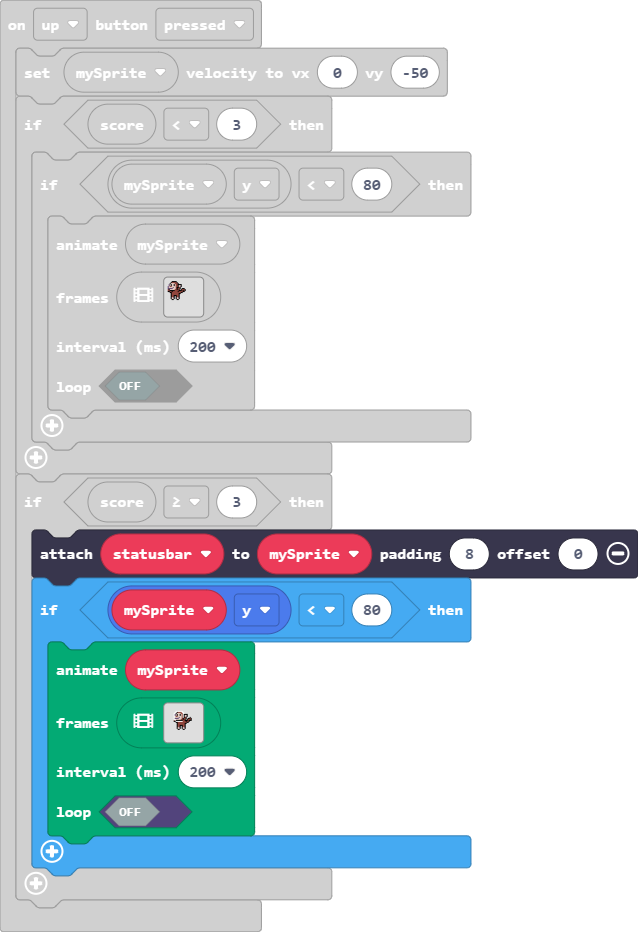 on up button pressed
set mySprite velocity to vx 0 vy -50
if score < 3 then
if mySprite y < 80 then
animate mySprite
frames
interval (ms) 200
loop OFF
if score ≥ 3 then
attach statusbar to mySprite padding 8 offset 0
if mySprite y < 80 then
animate mySprite
frames
interval (ms) 200
loop OFF